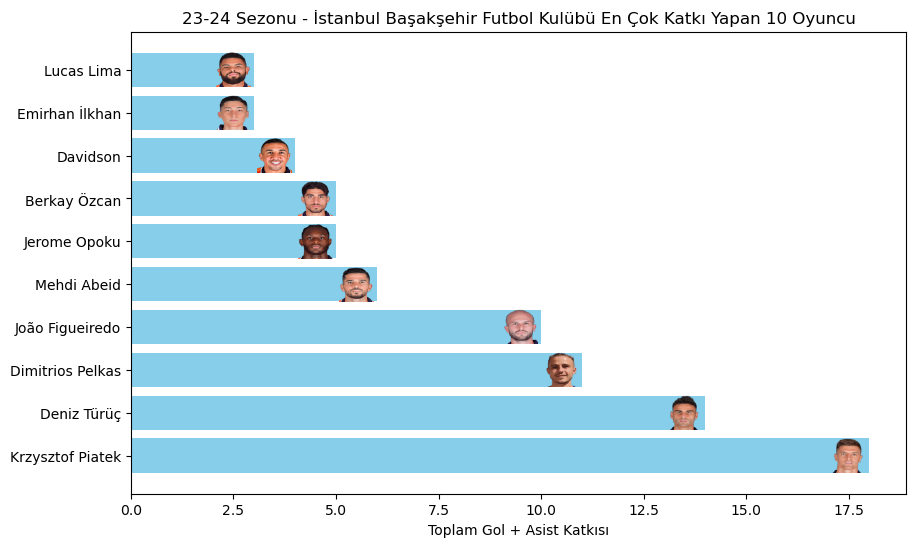 23-24 Sezonu - İstanbul Başakşehir Futbol Kulübü En Çok Katkı Yapan 10 Oyuncu
Lucas Lima
Emirhan İlkhan
Davidson
Berkay Özcan
Jerome Opoku
Mehdi Abeid
João Figueiredo
Dimitrios Pelkas
Deniz Türüç
Krzysztof Piatek
0.0 2.5 5.0 7.5 10.0 12.5 15.0 17.5
Toplam Gol + Asist Katkısı